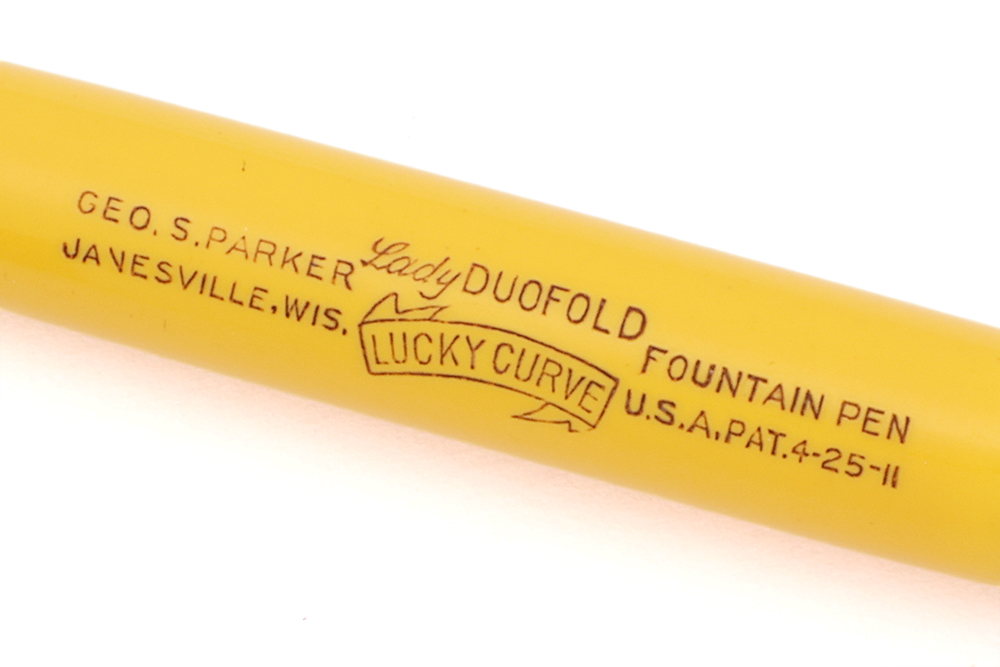 GEO. S. PARKER
JANESVILLE, WIS.
Lady DUOFOLD
LUCKY CURVE
FOUNTAIN PEN
U.S.A. PAT. 4-25-11